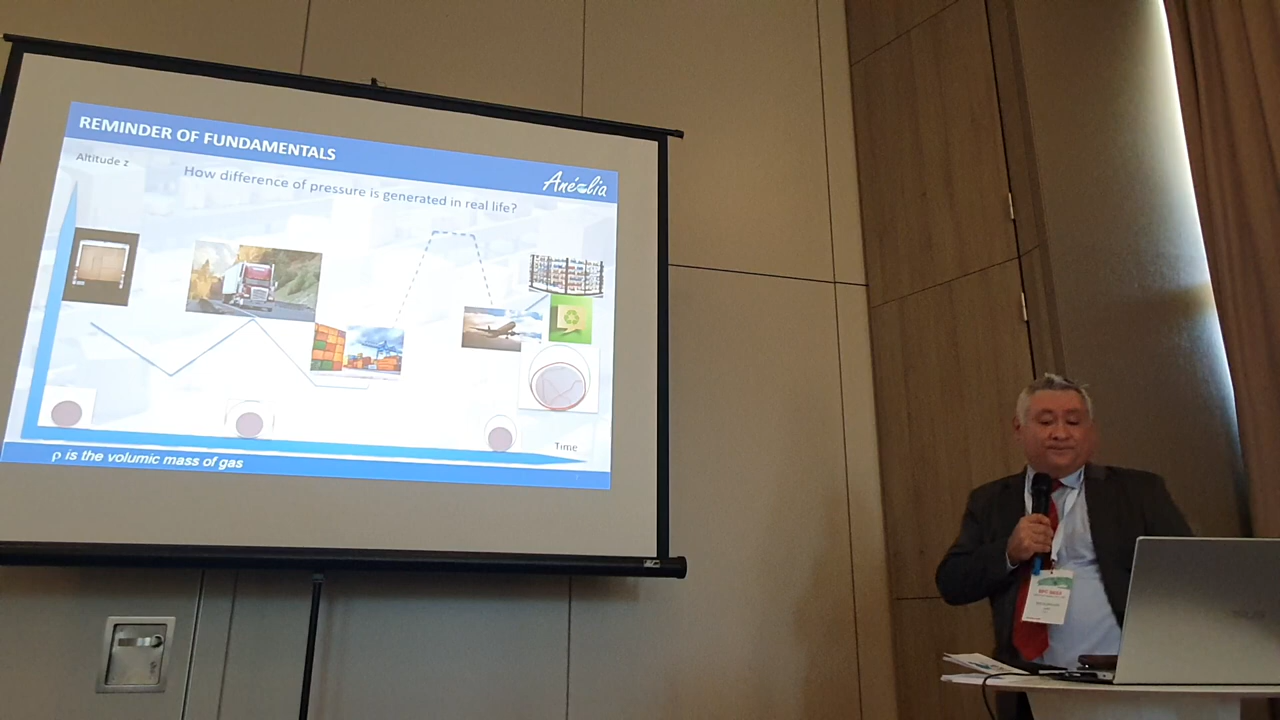 REMINDER OF FUNDAMENTALS
Altitude z
How difference of pressure is generated in real life?
Anéolia
Time
ρ is the volumic mass of gas